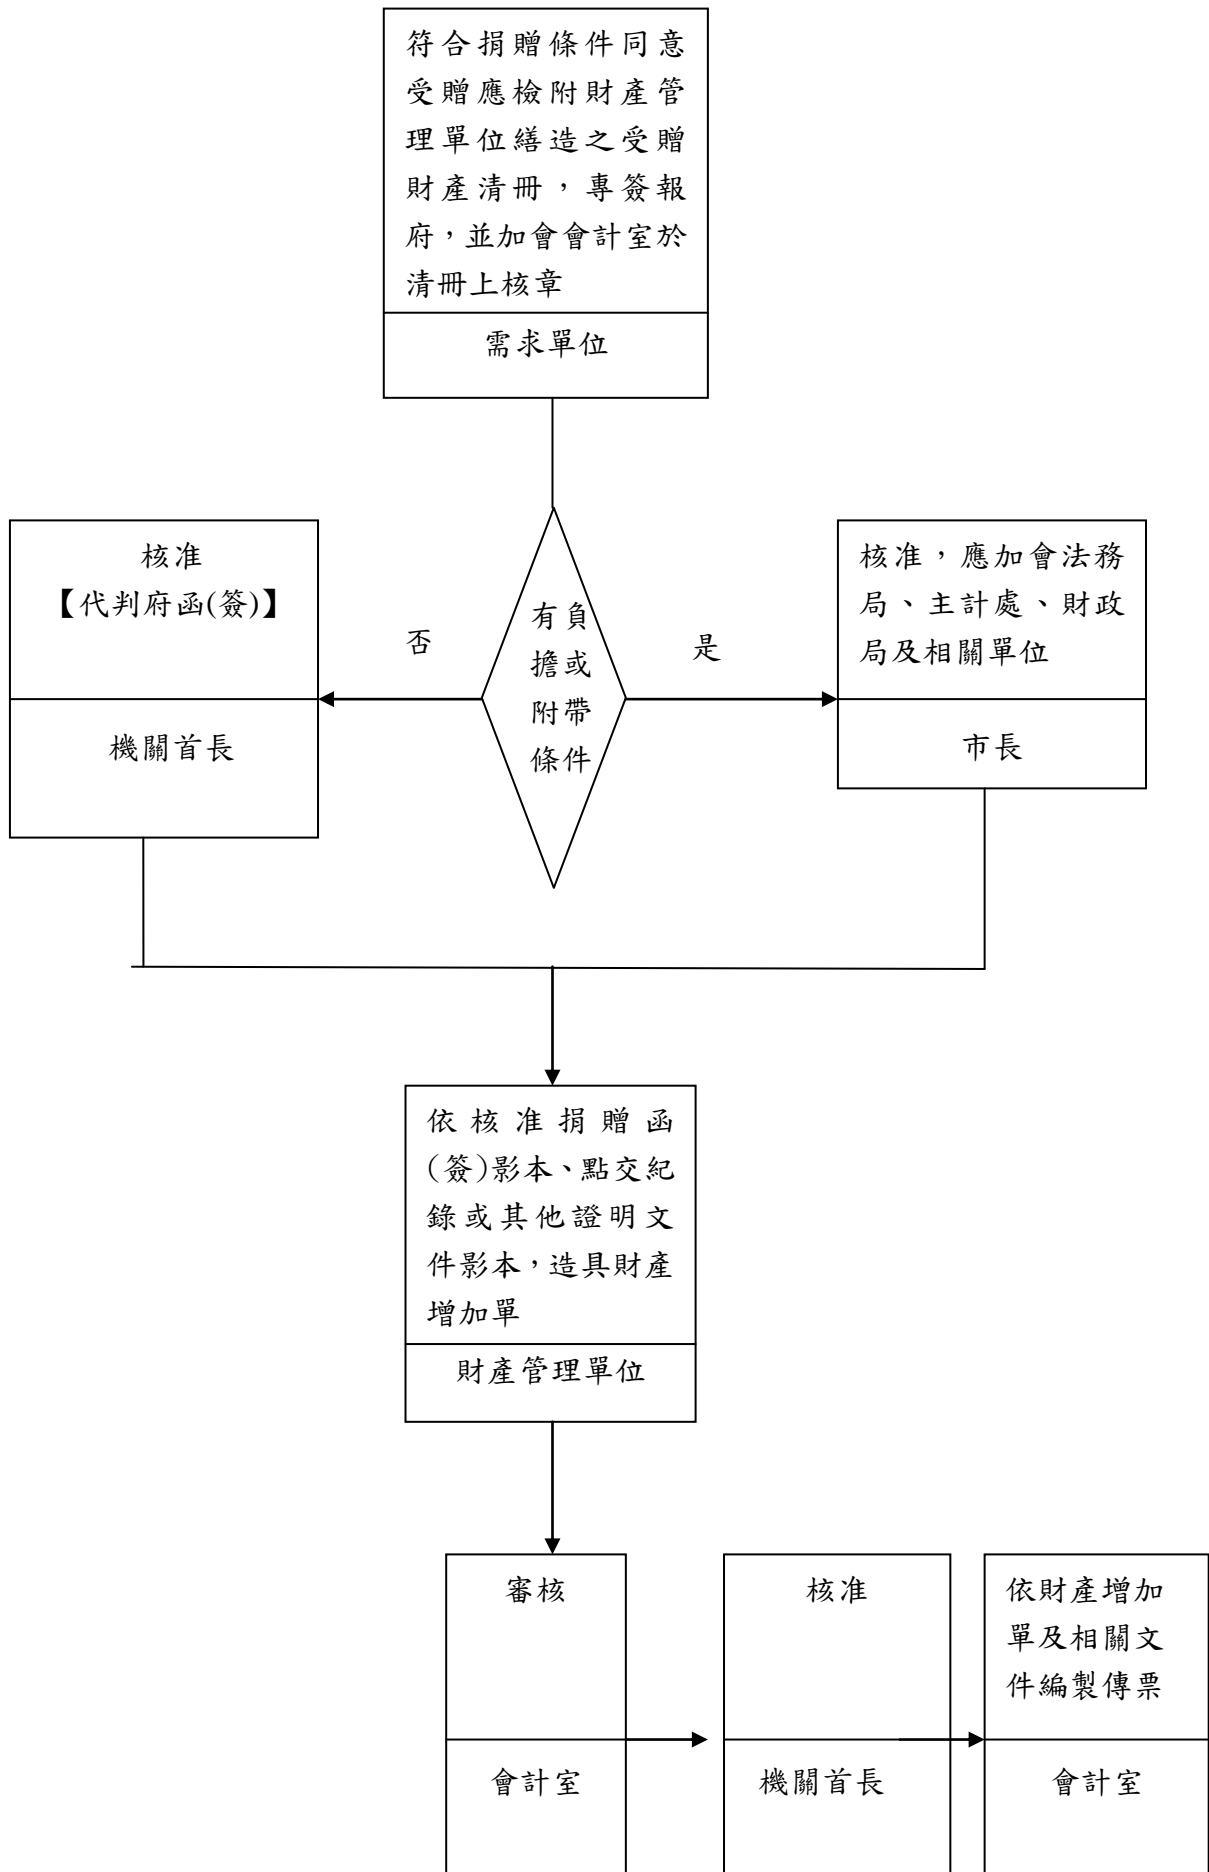 符合捐贈條件同意
受贈應檢附財產管
理單位繕造之受贈
財產清冊，專簽報
府，並加會會計室於
清冊上核章
需求單位
核准
【代判府函(簽)】
機關首長
否
有負
擔或
附帶
條件
是
核准，應加會法務
局、主計處、財政
局及相關單位
市長
依核准捐贈函
(簽)影本、點交紀
錄或其他證明文
件影本，造具財產
增加單
財產管理單位
審核
會計室
核准
機關首長
依財產增加
單及相關文
件編製傳票
會計室